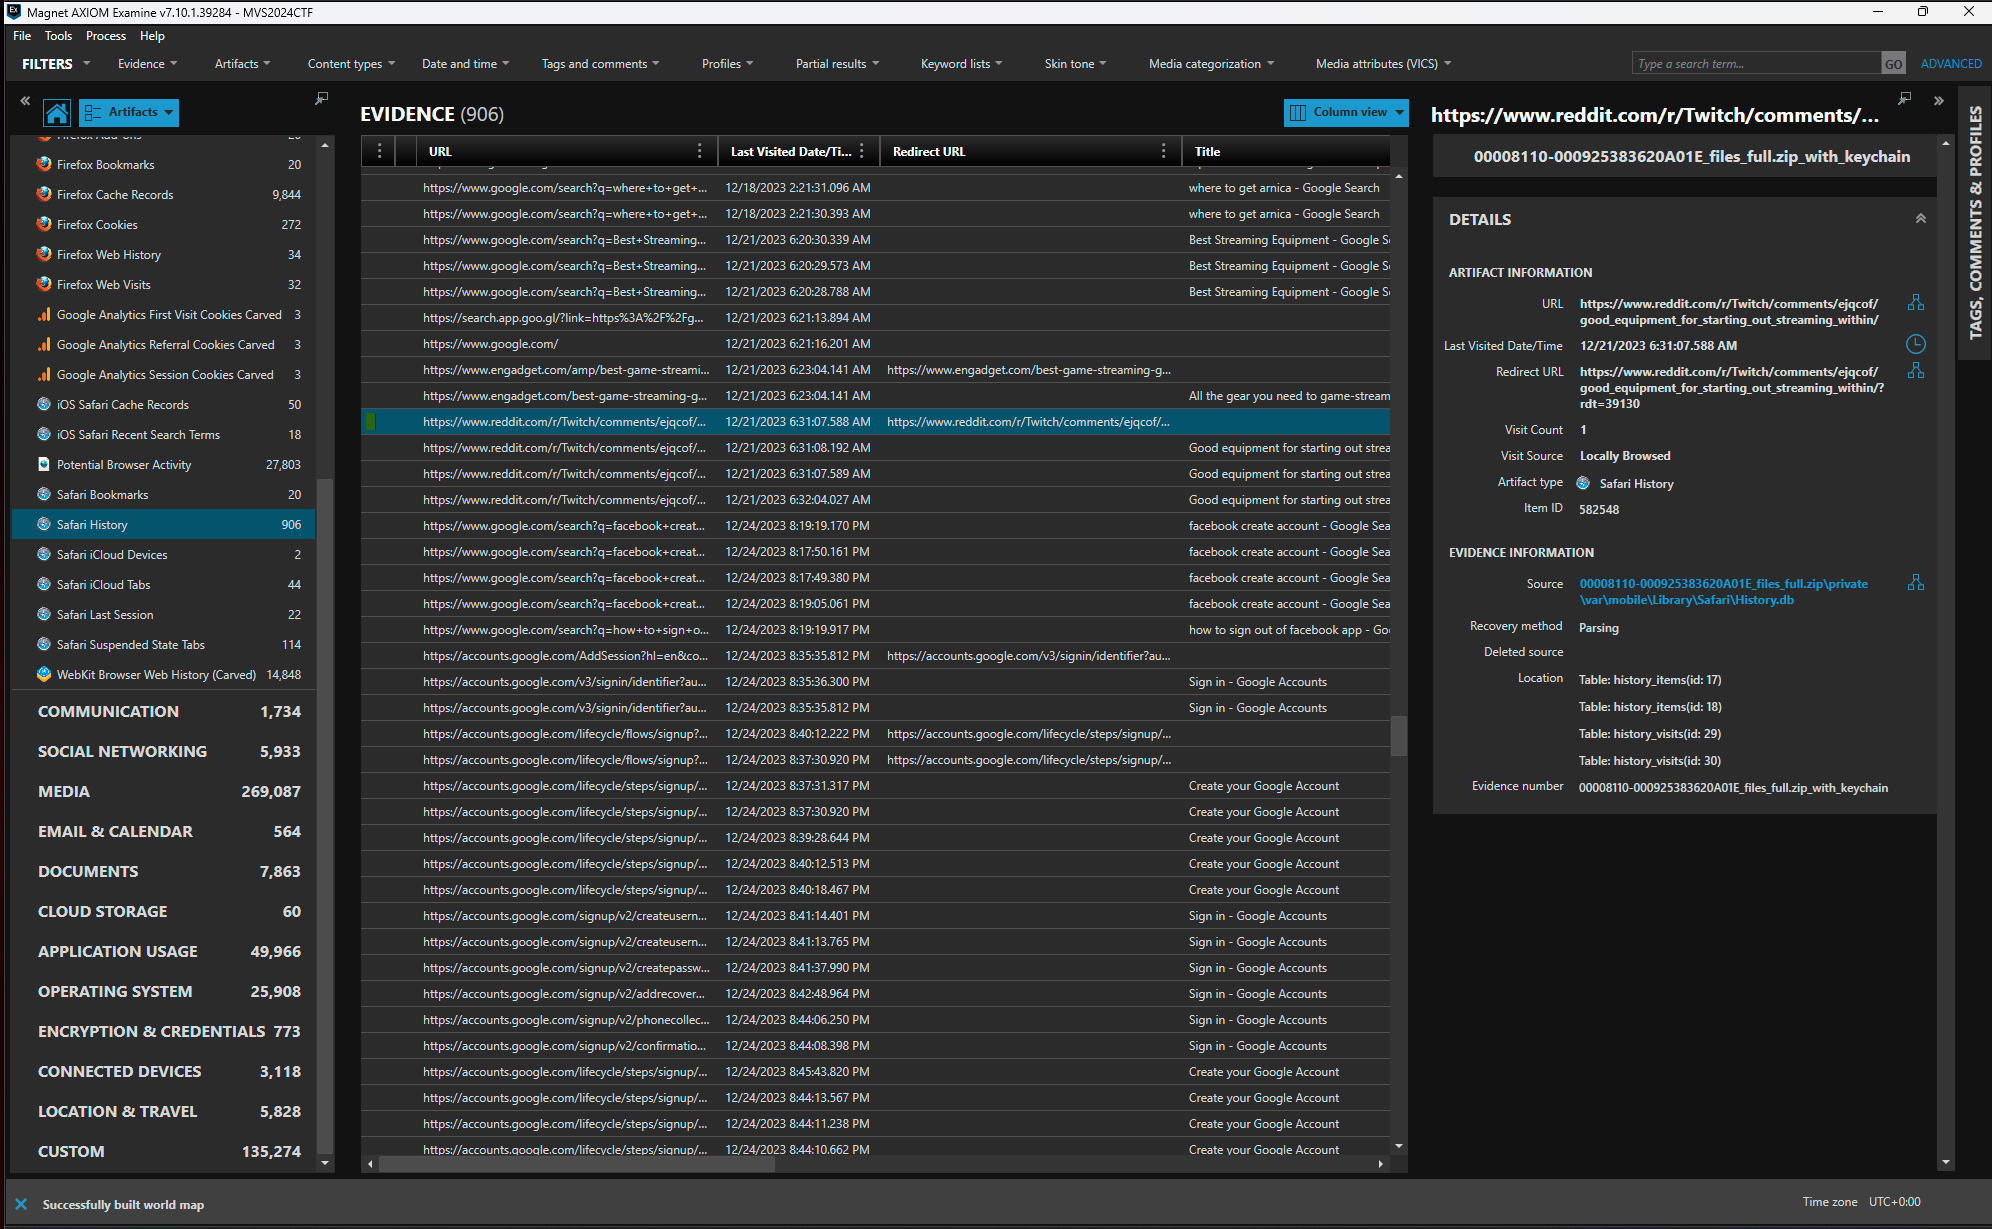 Magnet AXIOM Examine v7.10.1.39284 - MVS2024CTF
File Tools Process Help
FILTERS Evidence Artifacts Content types Date and time Tags and comments Profiles Partial results Keyword lists Skin tone Media categorization Media attributes (VICS) Type a search term... GO ADVANCED
Artifacts
Firefox Bookmarks 20
Firefox Cache Records 9,844
Firefox Cookies 272
Firefox Web History 34
Firefox Web Visits 32
Google Analytics First Visit Cookies Carved 3
Google Analytics Referral Cookies Carved 3
Google Analytics Session Cookies Carved 3
iOS Safari Cache Records 50
iOS Safari Recent Search Terms 18
Potential Browser Activity 27,803
Safari Bookmarks 20
Safari History 906
Safari iCloud Devices 2
Safari iCloud Tabs 44
Safari Last Session 22
Safari Suspended State Tabs 114
WebKit Browser Web History (Carved) 14,848
COMMUNICATION 1,734
SOCIAL NETWORKING 5,933
MEDIA 269,087
EMAIL & CALENDAR 564
DOCUMENTS 7,863
CLOUD STORAGE 60
APPLICATION USAGE 49,966
OPERATING SYSTEM 25,908
ENCRYPTION & CREDENTIALS 773
CONNECTED DEVICES 3,118
LOCATION & TRAVEL 5,828
CUSTOM 135,274
EVIDENCE (906)
Column view
URL Last Visited Date/Ti... Redirect URL Title
https://www.google.com/search?q=where+to+get+... 12/18/2023 2:21:31.096 AM where to get arnica - Google Search
https://www.google.com/search?q=where+to+get+... 12/18/2023 2:21:30.393 AM where to get arnica - Google Search
https://www.google.com/search?q=Best+Streaming... 12/21/2023 6:20:30.339 AM Best Streaming Equipment - Google S
https://www.google.com/search?q=Best+Streaming... 12/21/2023 6:20:29.573 AM Best Streaming Equipment - Google S
https://www.google.com/search?q=Best+Streaming... 12/21/2023 6:20:28.788 AM Best Streaming Equipment - Google S
https://search.app.goo.gl/?link=https%3A%2F%2Fg... 12/21/2023 6:21:13.894 AM
https://www.google.com/ 12/21/2023 6:21:16.201 AM
https://www.engadget.com/amp/best-game-streami... 12/21/2023 6:23:04.141 AM https://www.engadget.com/best-game-streaming-g...
https://www.engadget.com/best-game-streaming-g... 12/21/2023 6:23:04.141 AM All the gear you need to game-stream
https://www.reddit.com/r/Twitch/comments/ejqcof/... 12/21/2023 6:31:07.588 AM https://www.reddit.com/r/Twitch/comments/ejqcof/...
https://www.reddit.com/r/Twitch/comments/ejqcof/... 12/21/2023 6:31:08.192 AM Good equipment for starting out strea
https://www.reddit.com/r/Twitch/comments/ejqcof/... 12/21/2023 6:31:07.589 AM Good equipment for starting out strea
https://www.reddit.com/r/Twitch/comments/ejqcof/... 12/21/2023 6:32:04.027 AM Good equipment for starting out strea
https://www.google.com/search?q=facebook+creat... 12/24/2023 8:19:19.170 PM facebook create account - Google Sea
https://www.google.com/search?q=facebook+creat... 12/24/2023 8:17:50.161 PM facebook create account - Google Sea
https://www.google.com/search?q=facebook+creat... 12/24/2023 8:17:49.380 PM facebook create account - Google Sea
https://www.google.com/search?q=facebook+creat... 12/24/2023 8:19:05.061 PM facebook create account - Google Sea
https://www.google.com/search?q=how+to+sign+o... 12/24/2023 8:19:19.917 PM how to sign out of facebook app - Go
https://accounts.google.com/AddSession?hl=en&co... 12/24/2023 8:35:35.812 PM https://accounts.google.com/v3/signin/identifier?au...
https://accounts.google.com/v3/signin/identifier?au... 12/24/2023 8:35:36.300 PM Sign in - Google Accounts
https://accounts.google.com/v3/signin/identifier?au... 12/24/2023 8:35:35.812 PM Sign in - Google Accounts
https://accounts.google.com/lifecycle/flows/signup?... 12/24/2023 8:40:12.222 PM https://accounts.google.com/lifecycle/steps/signup/...
https://accounts.google.com/lifecycle/flows/signup?... 12/24/2023 8:37:30.920 PM https://accounts.google.com/lifecycle/steps/signup/...
https://accounts.google.com/lifecycle/steps/signup/... 12/24/2023 8:37:31.317 PM Create your Google Account
https://accounts.google.com/lifecycle/steps/signup/... 12/24/2023 8:37:30.920 PM Create your Google Account
https://accounts.google.com/lifecycle/steps/signup/... 12/24/2023 8:39:28.644 PM Create your Google Account
https://accounts.google.com/lifecycle/steps/signup/... 12/24/2023 8:40:12.513 PM Create your Google Account
https://accounts.google.com/lifecycle/steps/signup/... 12/24/2023 8:40:18.467 PM Create your Google Account
https://accounts.google.com/signup/v2/createusern... 12/24/2023 8:41:14.401 PM Sign in - Google Accounts
https://accounts.google.com/signup/v2/createusern... 12/24/2023 8:41:13.765 PM Sign in - Google Accounts
https://accounts.google.com/signup/v2/createpassw... 12/24/2023 8:41:37.990 PM Sign in - Google Accounts
https://accounts.google.com/signup/v2/addrecover... 12/24/2023 8:42:48.964 PM Sign in - Google Accounts
https://accounts.google.com/signup/v2/phonecollec... 12/24/2023 8:44:06.250 PM Sign in - Google Accounts
https://accounts.google.com/signup/v2/confirmatio... 12/24/2023 8:44:08.398 PM Sign in - Google Accounts
https://accounts.google.com/lifecycle/steps/signup/... 12/24/2023 8:45:43.820 PM Create your Google Account
https://accounts.google.com/lifecycle/steps/signup/... 12/24/2023 8:44:13.567 PM Create your Google Account
https://accounts.google.com/lifecycle/steps/signup/... 12/24/2023 8:44:11.238 PM Create your Google Account
https://accounts.google.com/lifecycle/steps/signup/... 12/24/2023 8:44:10.662 PM Create your Google Account
https://www.reddit.com/r/Twitch/comments/...
00008110-000925383620A01E_files_full.zip_with_keychain
DETAILS
ARTIFACT INFORMATION
URL https://www.reddit.com/r/Twitch/comments/ejqcof/
good_equipment_for_starting_out_streaming_within/
Last Visited Date/Time 12/21/2023 6:31:07.588 AM
Redirect URL https://www.reddit.com/r/Twitch/comments/ejqcof/
good_equipment_for_starting_out_streaming_within/?
rdt=39130
Visit Count 1
Visit Source Locally Browsed
Artifact type Safari History
Item ID 582548
EVIDENCE INFORMATION
Source 00008110-000925383620A01E_files_full.zip\private
\var\mobile\Library\Safari\History.db
Recovery method Parsing
Deleted source
Location Table: history_items(id: 17)
Table: history_items(id: 18)
Table: history_visits(id: 29)
Table: history_visits(id: 30)
Evidence number 00008110-000925383620A01E_files_full.zip_with_keychain
TAGS, COMMENTS & PROFILES
Successfully built world map
Time zone UTC+0:00